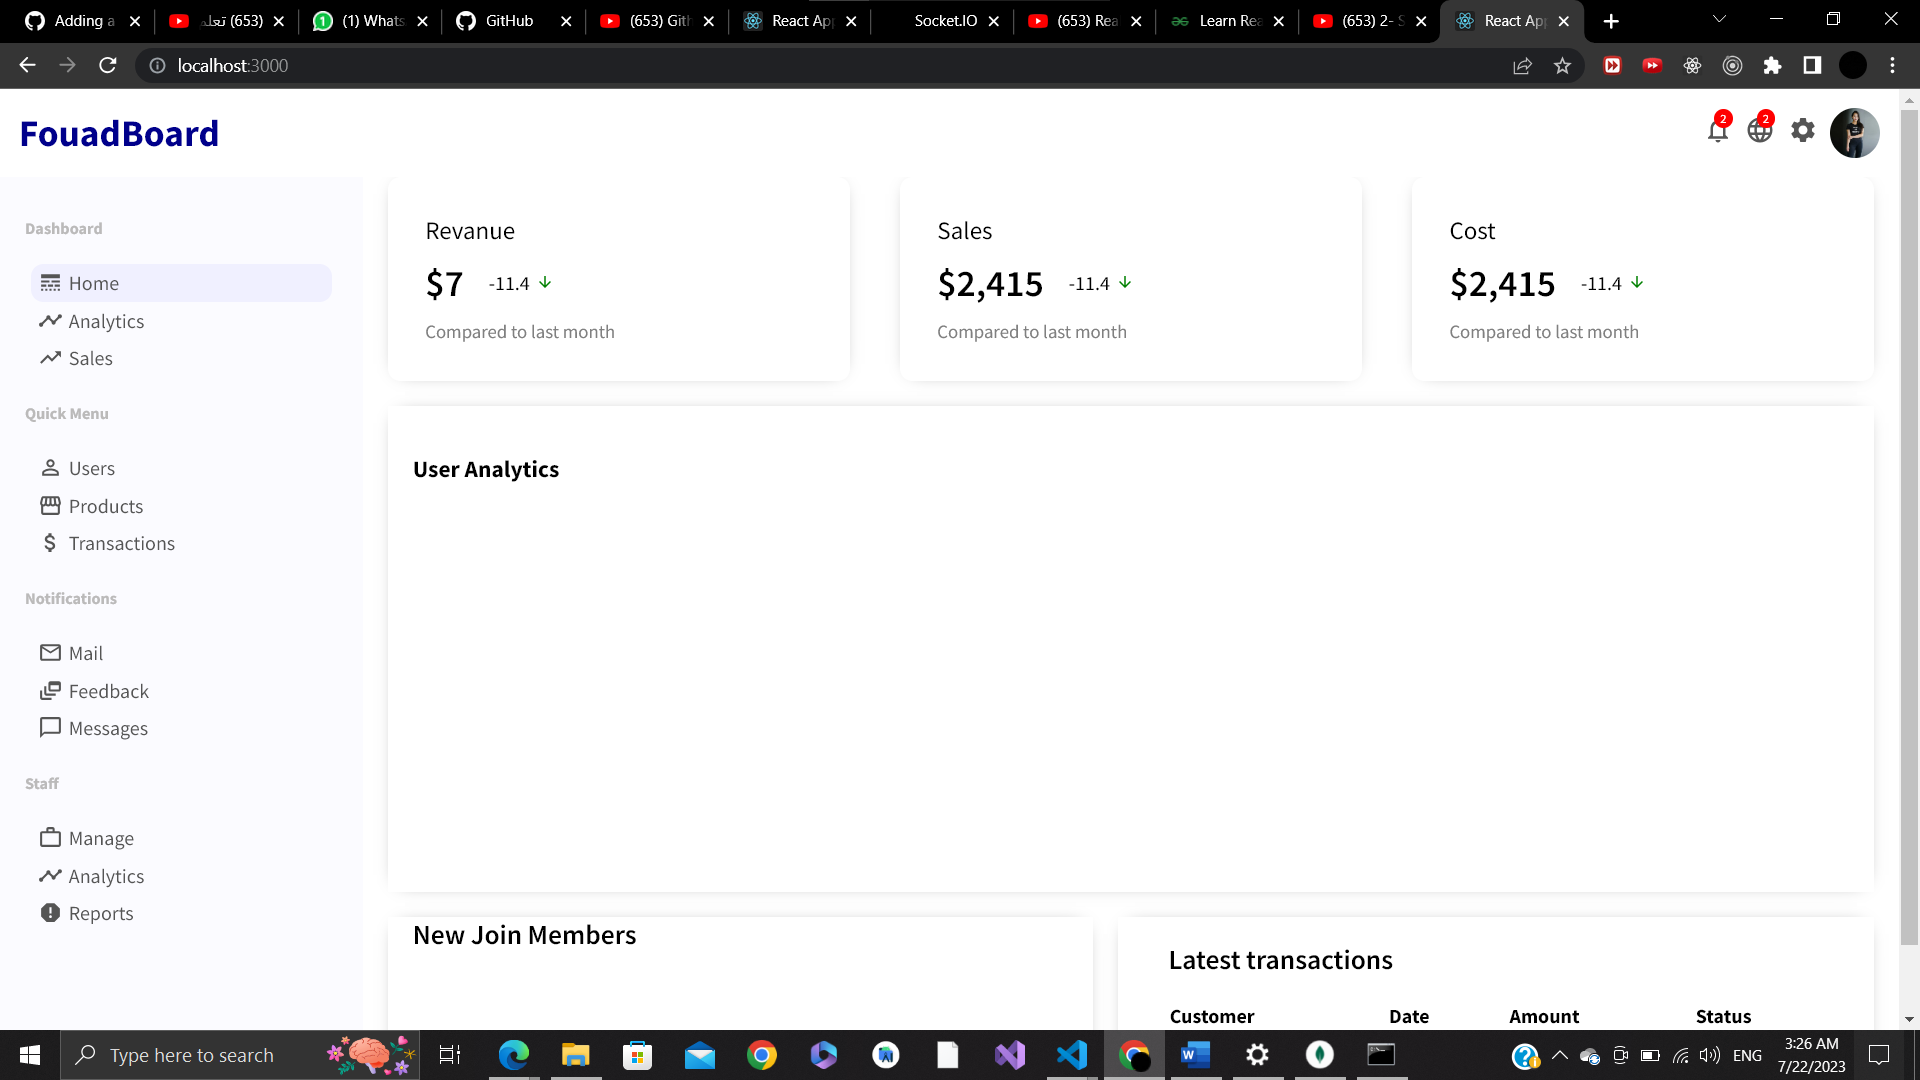 Adding a
(653) تعلم
(1) Whats
GitHub
(653) Gith
React App
Socket.IO
(653) Rea
Learn Rea
(653) 2- S
React App
localhost:3000
FouadBoard
2
2
Dashboard
Home
Analytics
Sales
Quick Menu
Users
Products
Transactions
Notifications
Mail
Feedback
Messages
Staff
Manage
Analytics
Reports
Revanue
$7 -11.4
Compared to last month
Sales
$2,415 -11.4
Compared to last month
Cost
$2,415 -11.4
Compared to last month
User Analytics
New Join Members
Latest transactions
Customer Date Amount Status
Type here to search
ENG
3:26 AM
7/22/2023